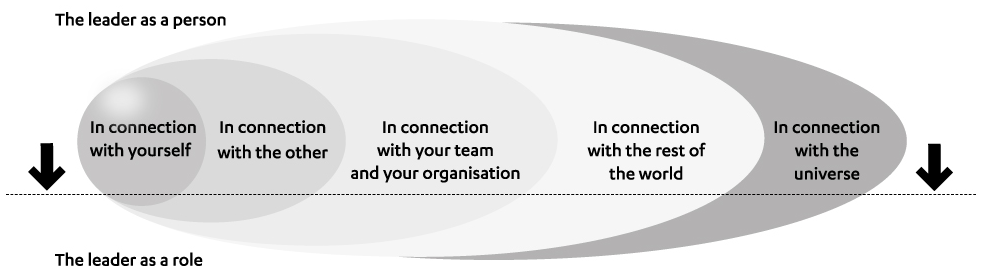 The leader as a person
In connection
with yourself
In connection
with the other
In connection
with your team
and your organisation
In connection
with the rest of
the world
In connection
with the
universe
The leader as a role